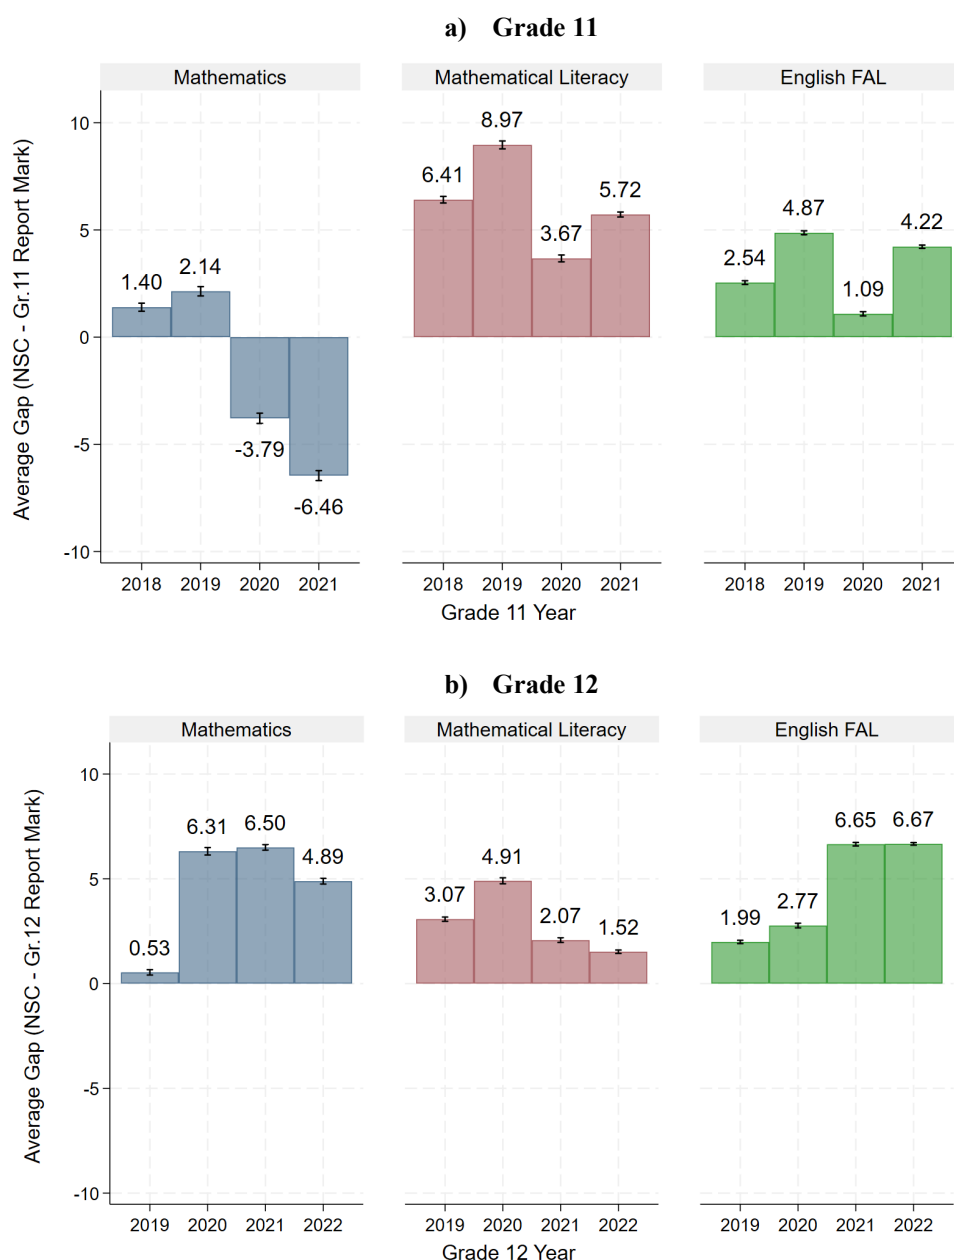 a) Grade 11
Mathematics Mathematical Literacy English FAL
Average Gap (NSC - Gr.11 Report Mark)
10
5
0
-5
-10
1.40 2.14 -3.79 -6.46
6.41 8.97 3.67 5.72
2.54 4.87 1.09 4.22
2018 2019 2020 2021 2018 2019 2020 2021 2018 2019 2020 2021
Grade 11 Year
b) Grade 12
Mathematics Mathematical Literacy English FAL
Average Gap (NSC - Gr.12 Report Mark)
10
5
0
-5
-10
0.53 6.31 6.50 4.89
3.07 4.91 2.07 1.52
1.99 2.77 6.65 6.67
2019 2020 2021 2022 2019 2020 2021 2022 2019 2020 2021 2022
Grade 12 Year